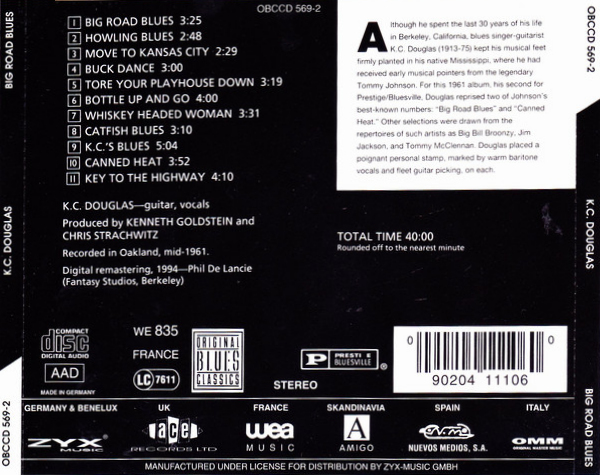 OBCCD 569-2
1 BIG ROAD BLUES 3:25
2 HOWLING BLUES 2:48
3 MOVE TO KANSAS CITY 2:29
4 BUCK DANCE 3:00
5 TORE YOUR PLAYHOUSE DOWN 3:19
6 BOTTLE UP AND GO 4:00
7 WHISKEY HEADED WOMAN 3:31
8 CATFISH BLUES 3:10
9 K.C.'S BLUES 5:04
10 CANNED HEAT 3:52
11 KEY TO THE HIGHWAY 4:10
K.C. DOUGLAS—guitar, vocals
Produced by KENNETH GOLDSTEIN and
CHRIS STRACHWITZ
Recorded in Oakland, mid-1961.
Digital remastering, 1994—Phil De Lancie
(Fantasy Studios, Berkeley)
Although he spent the last 30 years of his life
in Berkeley, California, blues singer-guitarist
K.C. Douglas (1913-75) kept his musical feet
firmly planted in his native Mississippi, where he had
received early musical pointers from the legendary
Tommy Johnson. For this 1961 album, his second for
Prestige/Bluesville, Douglas reprised two of Johnson's
best-known numbers: "Big Road Blues" and "Canned
Heat." Other selections were drawn from the
repertoires of such artists as Big Bill Broonzy, Jim
Jackson, and Tommy McClennan. Douglas placed a
poignant personal stamp, marked by warm baritone
vocals and fleet guitar picking, on each.
TOTAL TIME 40:00
Rounded off to the nearest minute
COMPACT
disc
DIGITAL AUDIO
AAD
MADE IN GERMANY
WE 835
FRANCE
LC 7611
ORIGINAL
BLUES
CLASSICS
STEREO
P PRESTI E
BLUESVILLE
0 90204 11106 0
GERMANY & BENELUX
ZYX
MUSIC
UK
ace
RECORDS LTD
FRANCE
wea
MUSIC
SKANDINAVIA
A
AMIGO
SPAIN
NUEVOS MEDIOS, S.A.
ITALY
OMM
ORIGINAL MASTER MUSIC
MANUFACTURED UNDER LICENSE FOR DISTRIBUTION BY ZYX-MUSIC GMBH
BIG ROAD BLUES
K.C. DOUGLAS
OBCCD 569-2
OBCCD 569-2
K.C. DOUGLAS
BIG ROAD BLUES